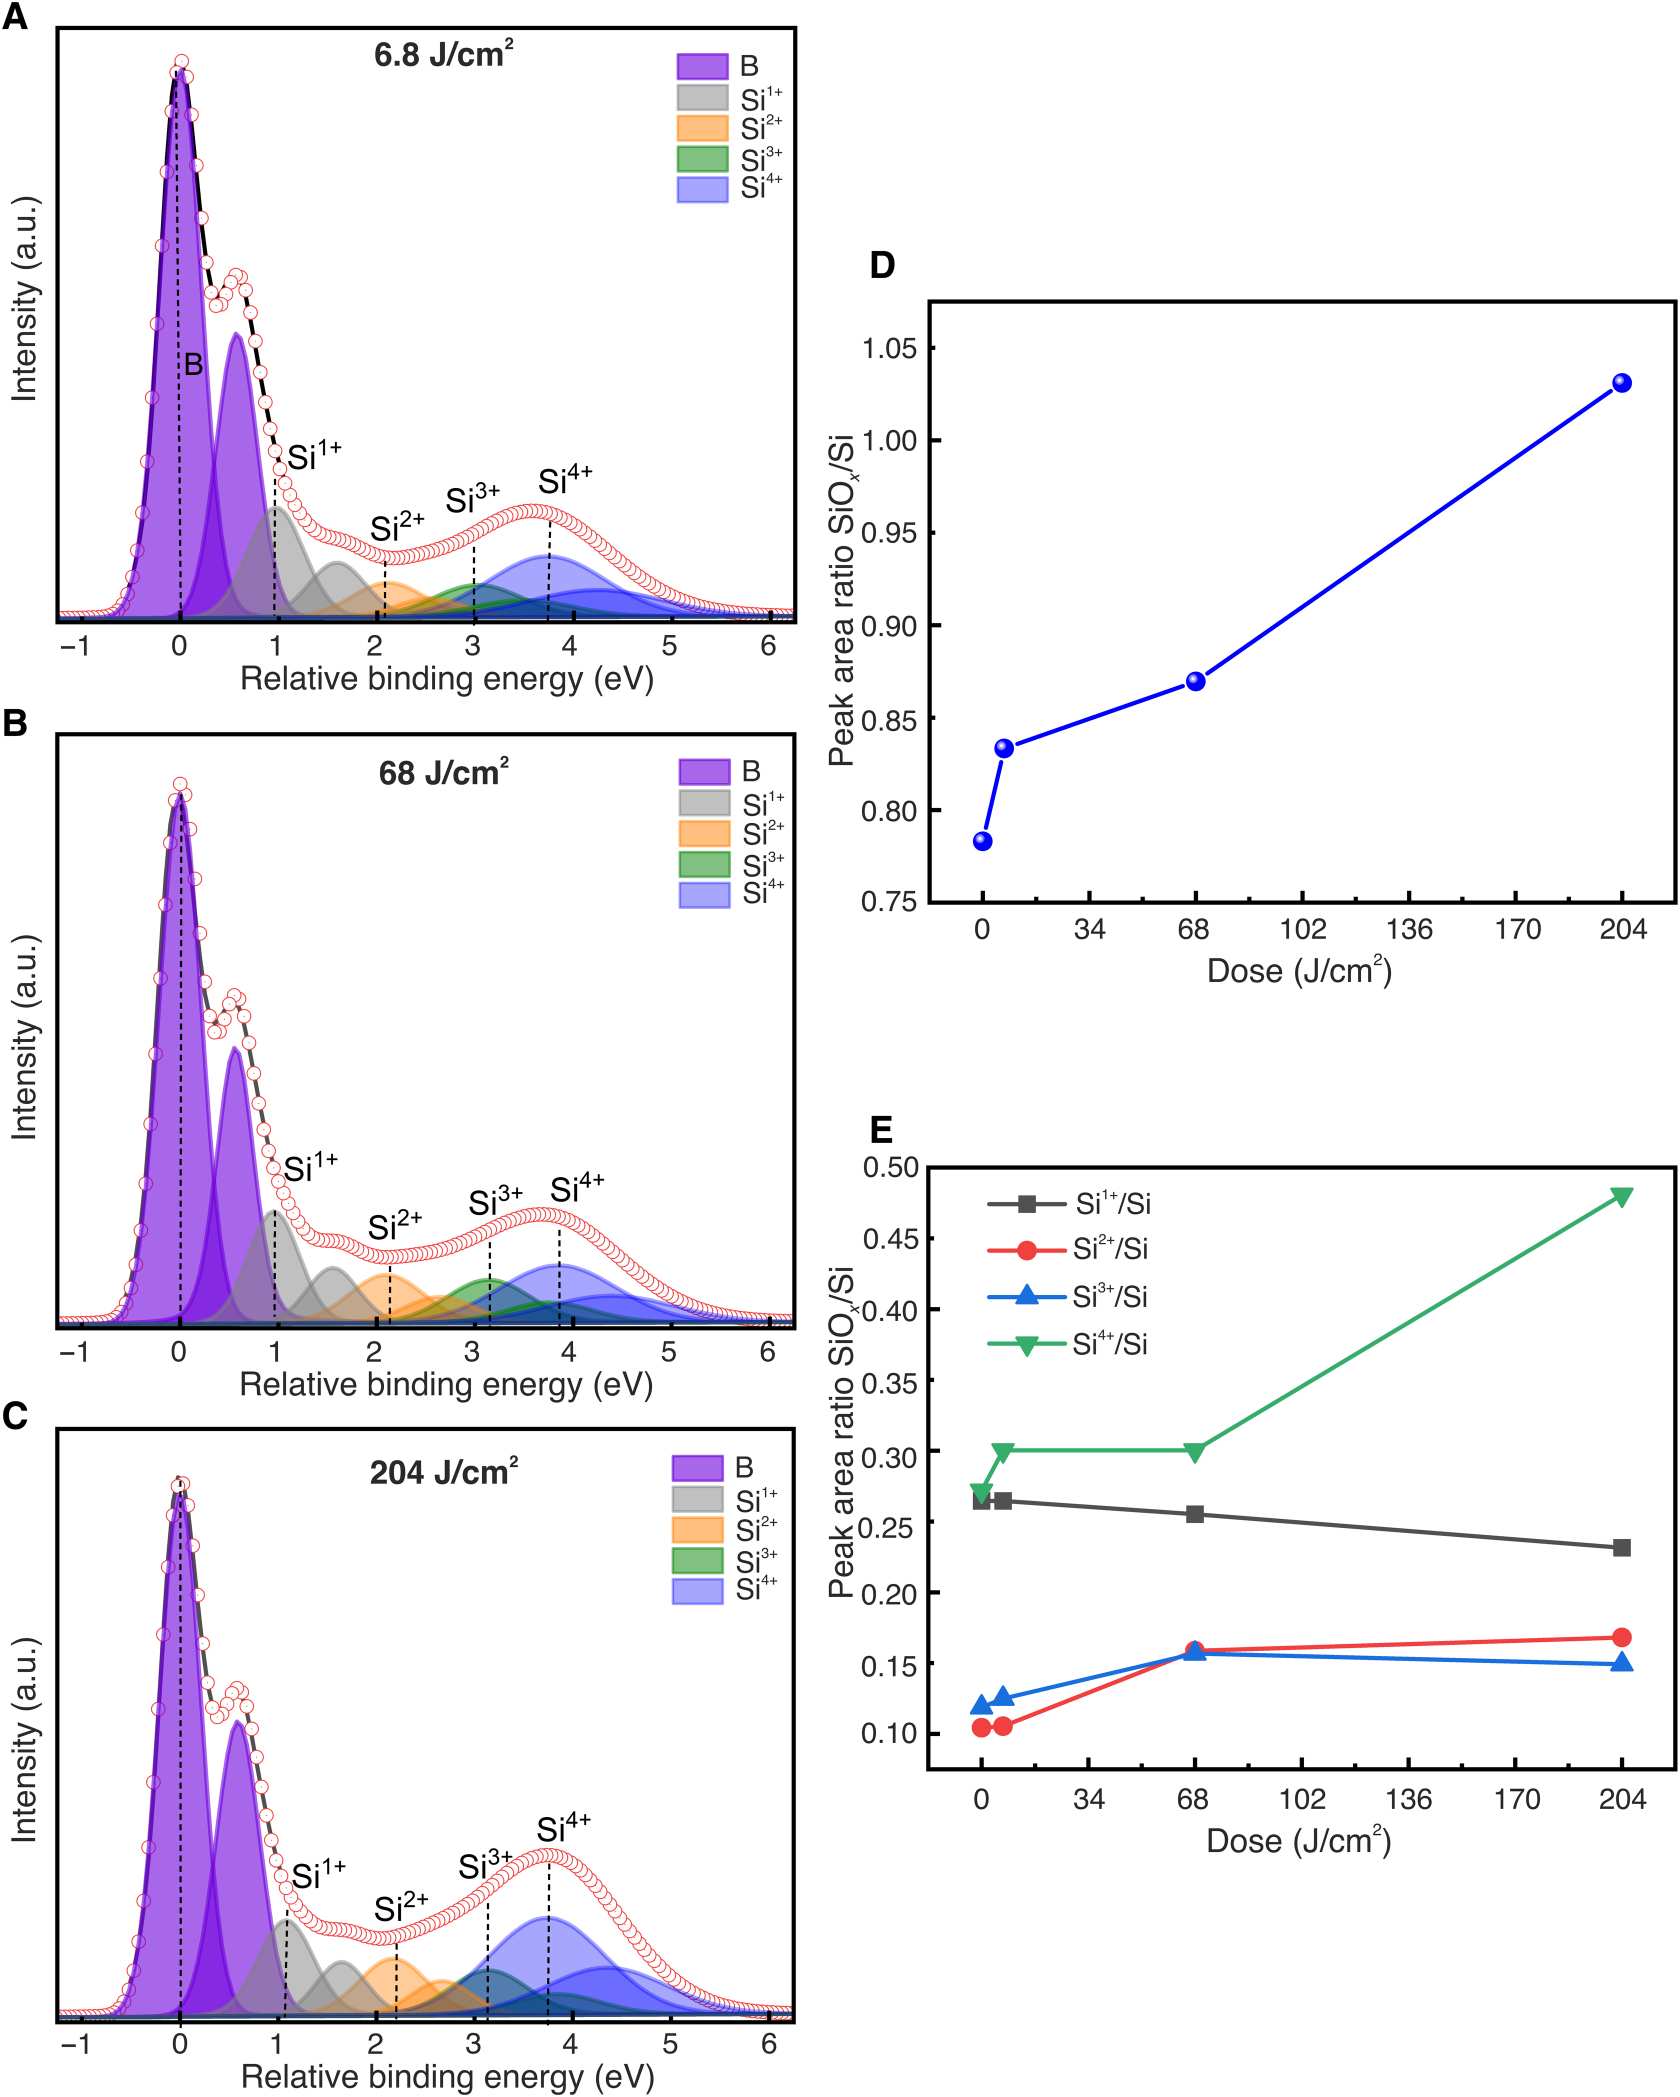 A
6.8 J/cm²
B
Si¹⁺
Si²⁺
Si³⁺
Si⁴⁺
B
Si¹⁺
Si²⁺
Si³⁺
Si⁴⁺
Intensity (a.u.)
−1 0 1 2 3 4 5 6
Relative binding energy (eV)
B
68 J/cm²
B
Si¹⁺
Si²⁺
Si³⁺
Si⁴⁺
Si¹⁺
Si²⁺
Si³⁺
Si⁴⁺
Intensity (a.u.)
−1 0 1 2 3 4 5 6
Relative binding energy (eV)
C
204 J/cm²
B
Si¹⁺
Si²⁺
Si³⁺
Si⁴⁺
Si¹⁺
Si²⁺
Si³⁺
Si⁴⁺
Intensity (a.u.)
−1 0 1 2 3 4 5 6
Relative binding energy (eV)
D
Peak area ratio SiOₓ/Si
1.05
1.00
0.95
0.90
0.85
0.80
0.75
0 34 68 102 136 170 204
Dose (J/cm²)
E
Peak area ratio SiOₓ/Si
0.50
0.45
0.40
0.35
0.30
0.25
0.20
0.15
0.10
Si¹⁺/Si
Si²⁺/Si
Si³⁺/Si
Si⁴⁺/Si
0 34 68 102 136 170 204
Dose (J/cm²)